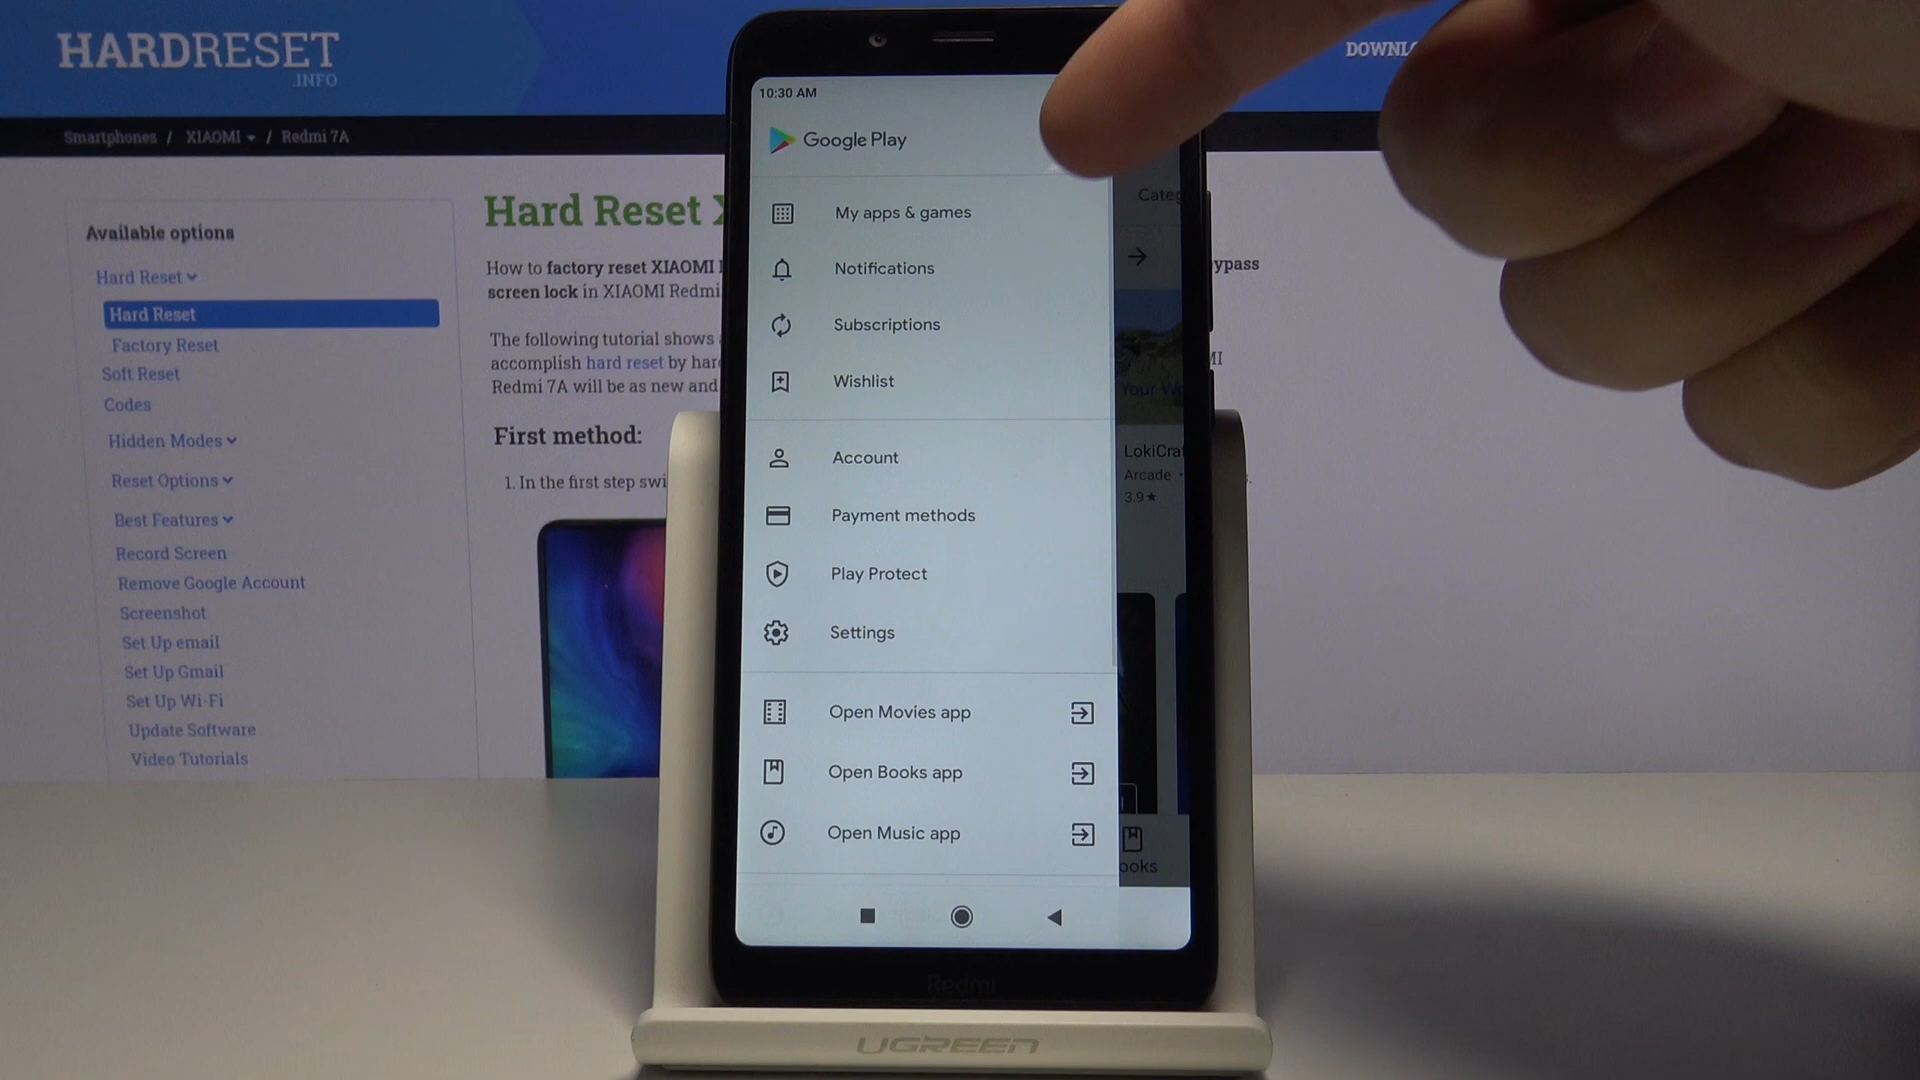 HARDRESET
.INFO
Smartphones / XIAOMI / Redmi 7A
Available options
Hard Reset
Hard Reset
Factory Reset
Soft Reset
Codes
Hidden Modes
Reset Options
Best Features
Record Screen
Remove Google Account
Screenshot
Set Up email
Set Up Gmail
Set Up Wi-Fi
Update Software
Video Tutorials
Hard Reset
How to factory reset XIAOMI
screen lock in XIAOMI Redmi
The following tutorial shows
accomplish hard reset by
Redmi 7A will be as new and
First method:
1. In the first step
10:30 AM
Google Play
My apps & games
Notifications
Subscriptions
Wishlist
Account
Payment methods
Play Protect
Settings
Open Movies app
Open Books app
Open Music app
Your
Arcade
3.9★
Redmi
UGREEN